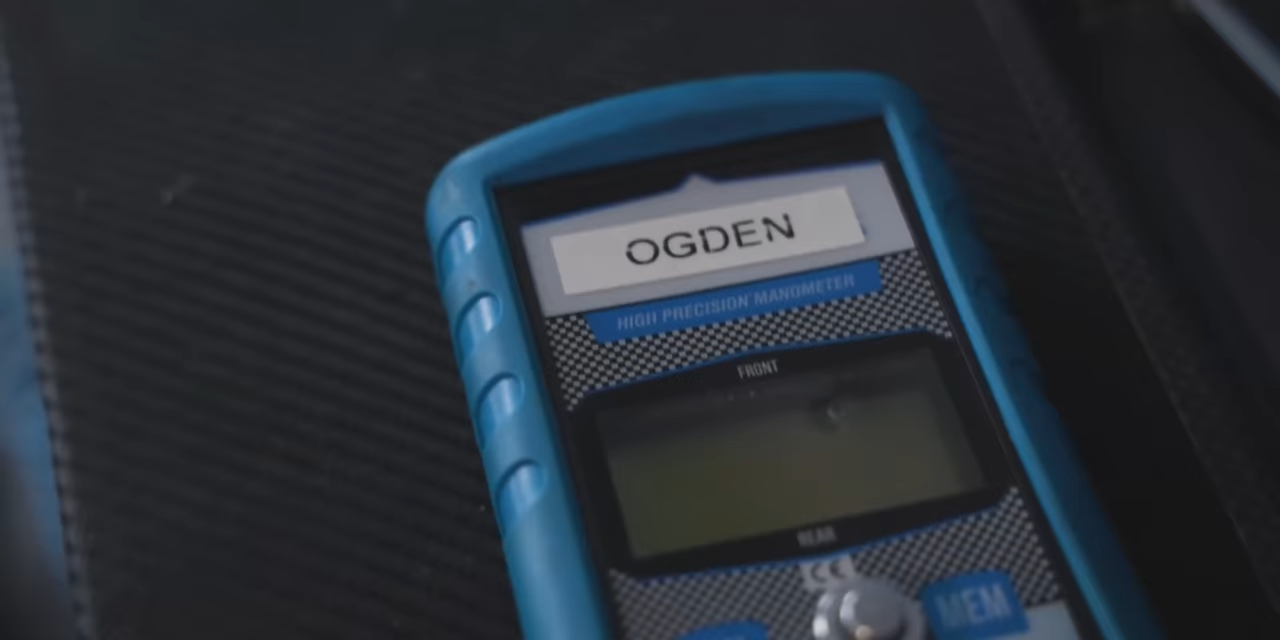 OGDEN
HIGH PRECISION MANOMETER
FRONT
REAR
CE
MEM